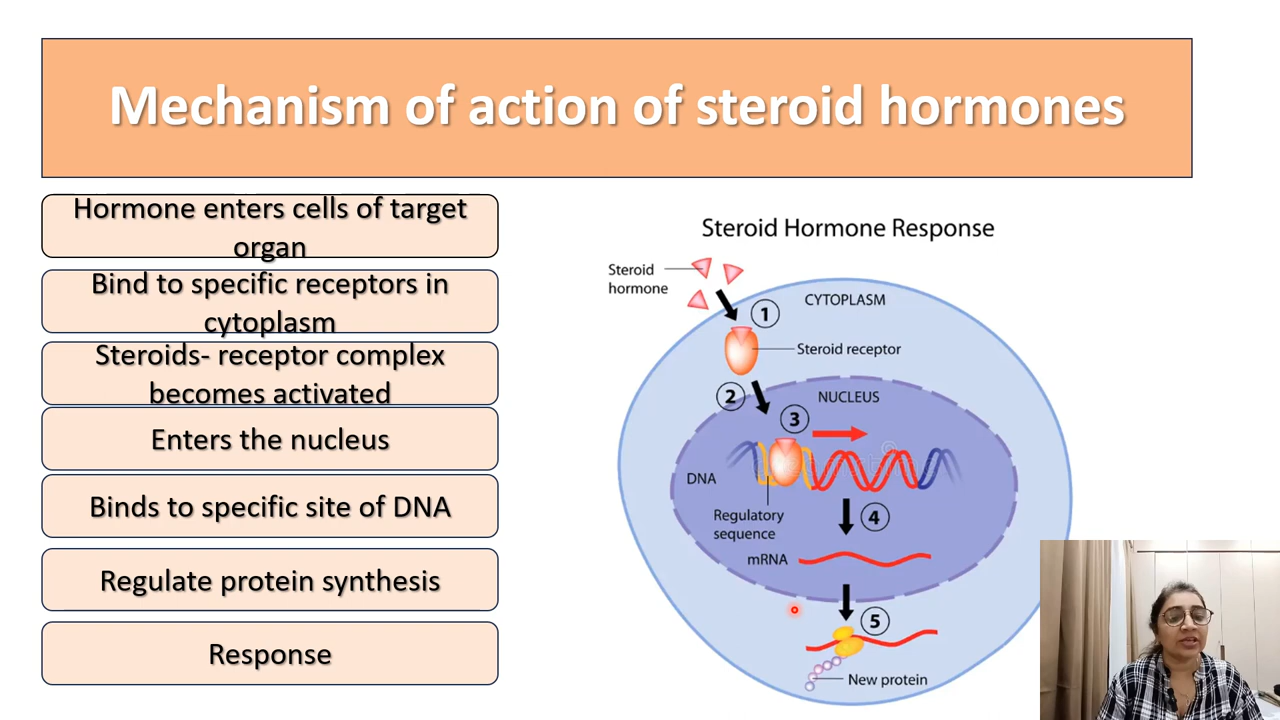 Mechanism of action of steroid hormones
Hormone enters cells of target
organ
Bind to specific receptors in
cytoplasm
Steroids- receptor complex
becomes activated
Enters the nucleus
Binds to specific site of DNA
Regulate protein synthesis
Response
Steroid Hormone Response
Steroid
hormone
CYTOPLASM
1
Steroid receptor
2
NUCLEUS
3
DNA
Regulatory
sequence
4
mRNA
5
New protein